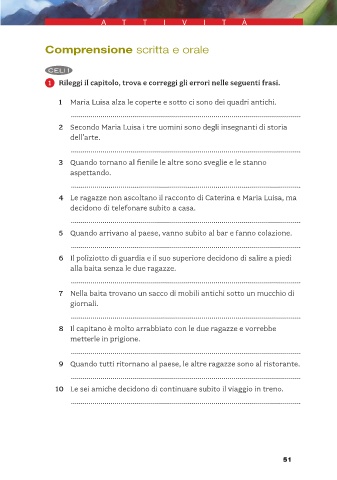 ATTIVITÀ
Comprensione scritta e orale
CELI 1
1 Rileggi il capitolo, trova e correggi gli errori nelle seguenti frasi.
1 Maria Luisa alza le coperte e sotto ci sono dei quadri antichi.
2 Secondo Maria Luisa i tre uomini sono degli insegnanti di storia
dell'arte.
3 Quando tornano al fienile le altre sono sveglie e le stanno
aspettando.
4 Le ragazze non ascoltano il racconto di Caterina e Maria Luisa, ma
decidono di telefonare subito a casa.
5 Quando arrivano al paese, vanno subito al bar e fanno colazione.
6 Il poliziotto di guardia e il suo superiore decidono di salire a piedi
alla baita senza le due ragazze.
7 Nella baita trovano un sacco di mobili antichi sotto un mucchio di
giornali.
8 Il capitano è molto arrabbiato con le due ragazze e vorrebbe
metterle in prigione.
9 Quando tutti ritornano al paese, le altre ragazze sono al ristorante.
10 Le sei amiche decidono di continuare subito il viaggio in treno.
51